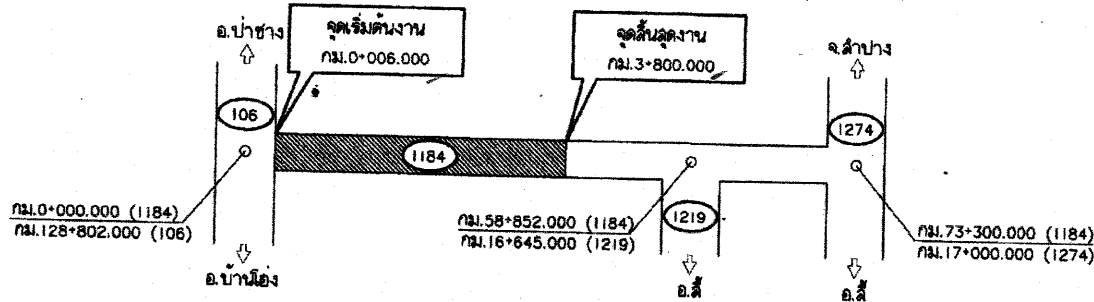 อ.ป่าซาง
จุดเริ่มต้นงาน
กม.0+006.000
จุดสิ้นสุดงาน
กม.3+800.000
จ.ลำปาง
106
1274
1184
กม.0+000.000 (1184)
กม.128+802.000 (106)
กม.58+852.000 (1184)
กม.16+645.000 (1219)
1219
กม.73+300.000 (1184)
กม.17+000.000 (1274)
อ.บ้านโฮ่ง
อ.ลี้
อ.ลี้